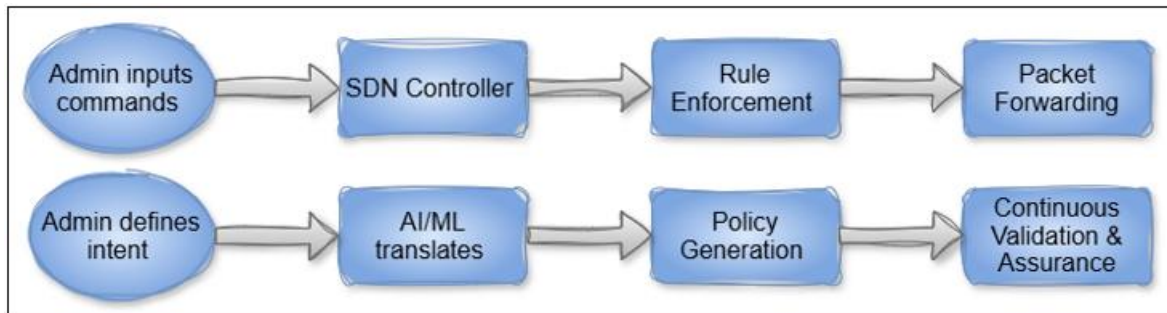 Admin inputs
commands
SDN Controller
Rule
Enforcement
Packet
Forwarding
Admin defines
intent
AI/ML
translates
Policy
Generation
Continuous
Validation &
Assurance